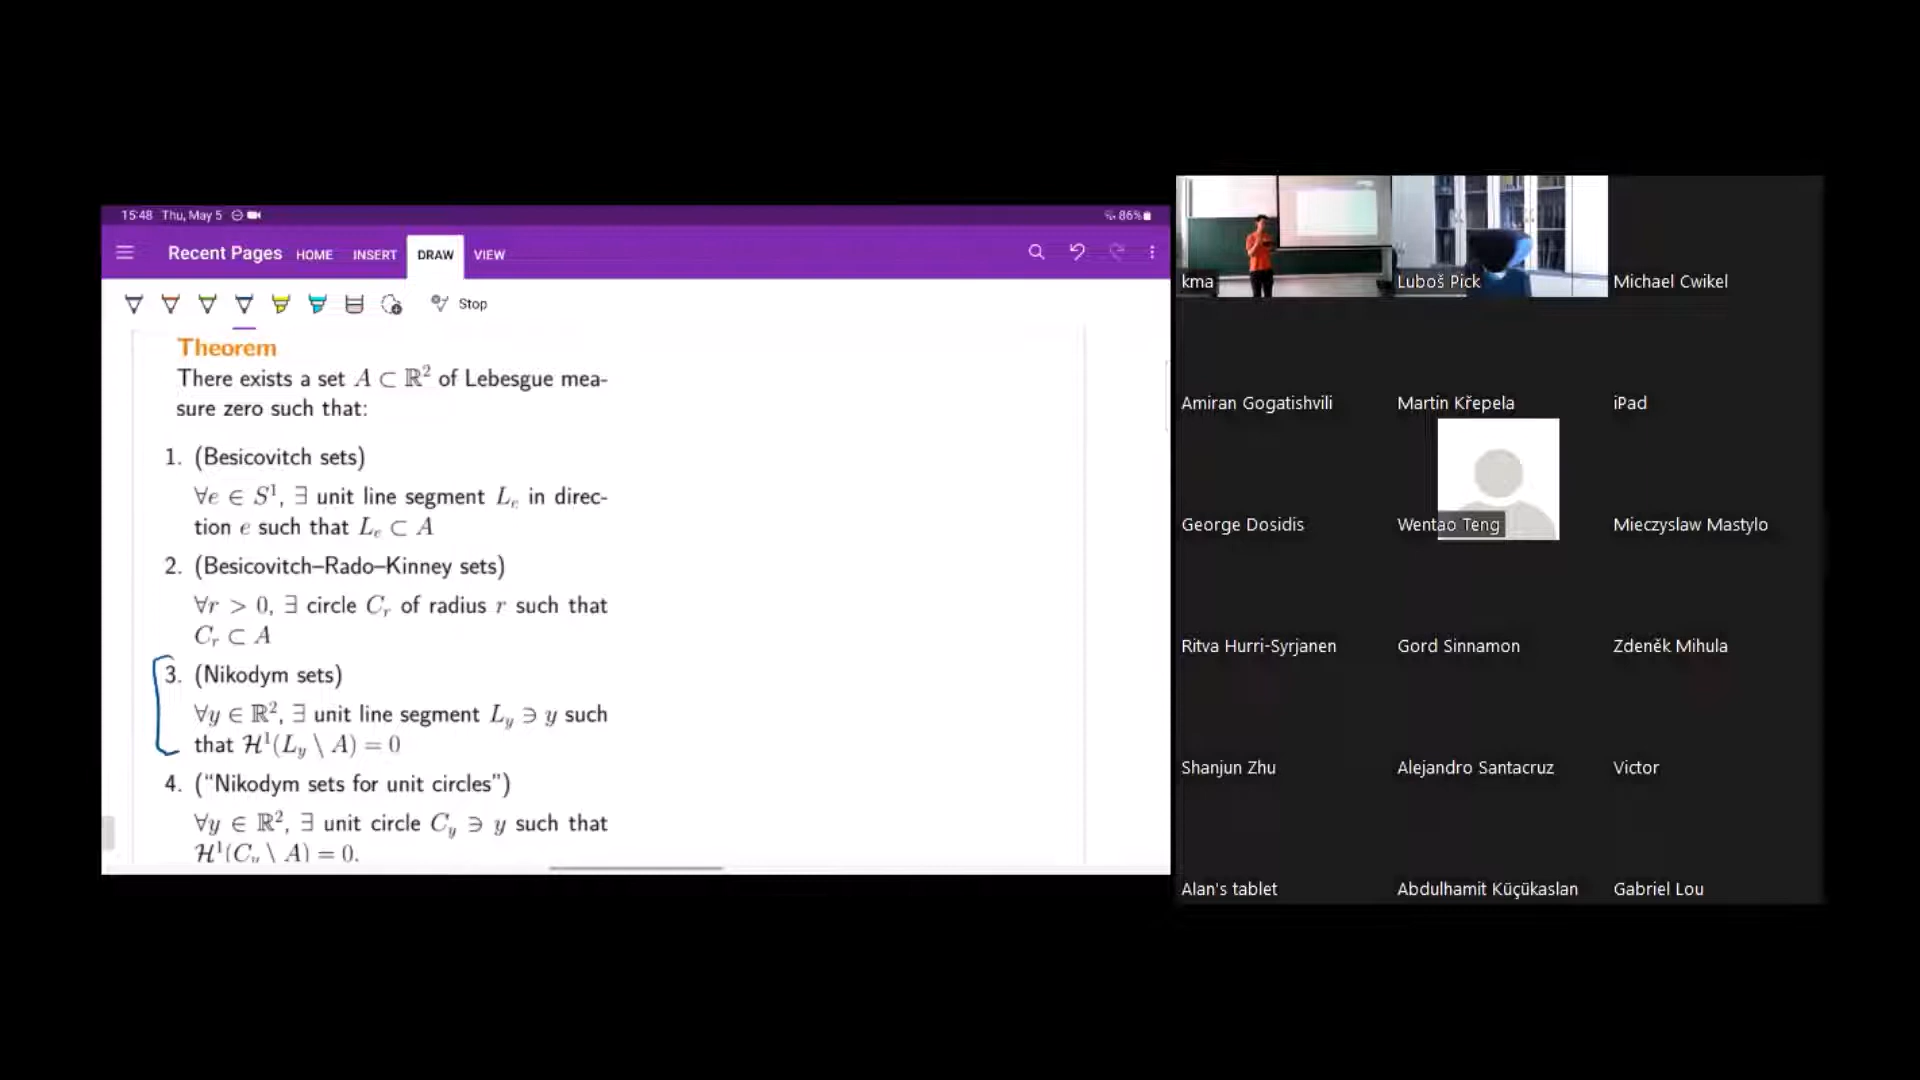 15:48 Thu, May 5
86%
Recent Pages HOME INSERT DRAW VIEW
Stop
Theorem
There exists a set A ⊂ ℝ² of Lebesgue mea-
sure zero such that:
1. (Besicovitch sets)
∀e ∈ S¹, ∃ unit line segment Lₑ in direc-
tion e such that Lₑ ⊂ A
2. (Besicovitch–Rado–Kinney sets)
∀r > 0, ∃ circle Cᵣ of radius r such that
Cᵣ ⊂ A
3. (Nikodym sets)
∀y ∈ ℝ², ∃ unit line segment L_y ∋ y such
that ℋ¹(L_y \ A) = 0
4. (“Nikodym sets for unit circles”)
∀y ∈ ℝ², ∃ unit circle C_y ∋ y such that
ℋ¹(C_y \ A) = 0.
kma
Luboš Pick
Michael Cwikel
Amiran Gogatishvili
Martin Křepela
iPad
George Dosidis
Wentao Teng
Mieczyslaw Mastylo
Ritva Hurri-Syrjanen
Gord Sinnamon
Zdeněk Mihula
Shanjun Zhu
Alejandro Santacruz
Victor
Alan's tablet
Abdulhamit Küçükaslan
Gabriel Lou